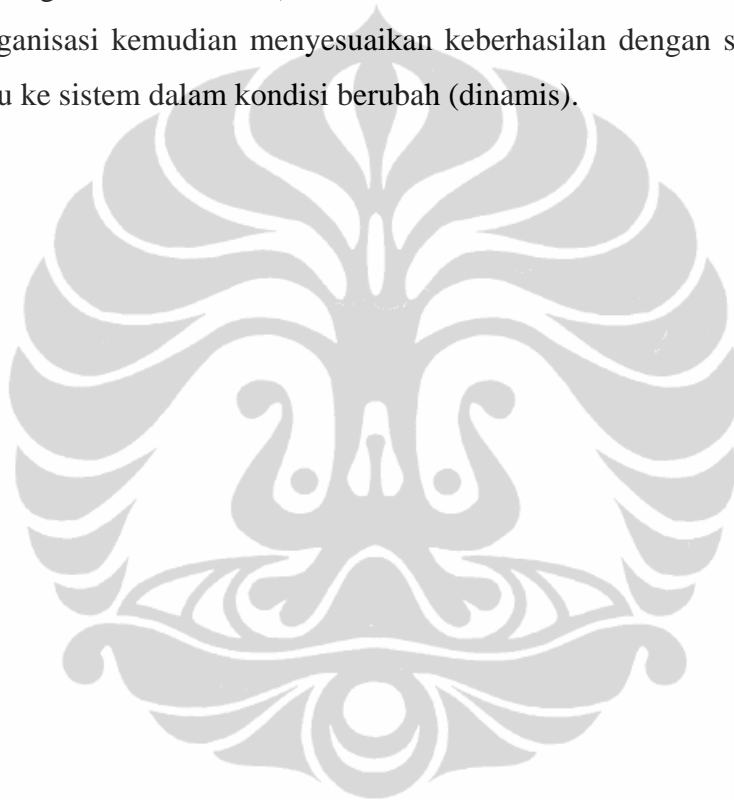 ganisasi kemudian menyesuaikan keberhasilan dengan s
u ke sistem dalam kondisi berubah (dinamis).